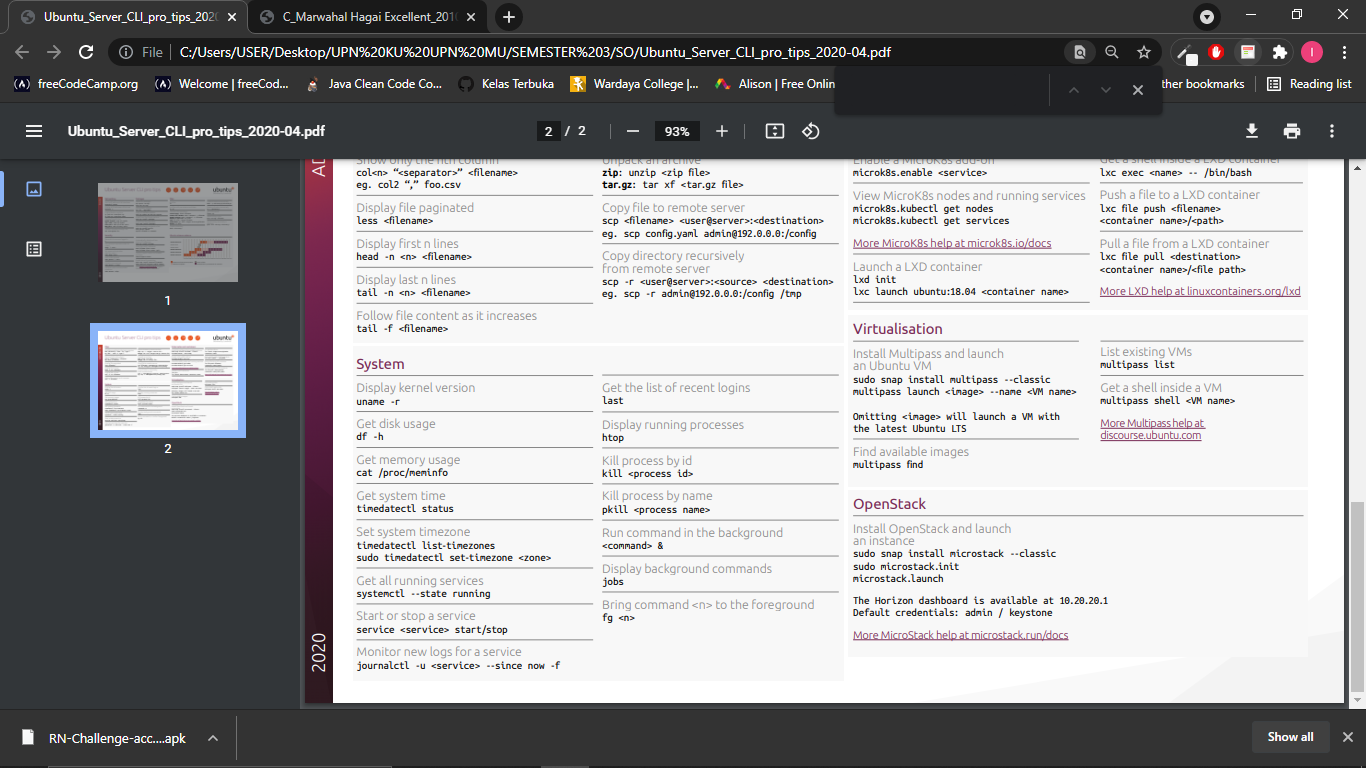 Ubuntu_Server_CLI_pro_tips_2020
C_Marwahal Hagai Excellent_201
File
C:/Users/USER/Desktop/UPN%20KU%20UPN%20MU/SEMESTER%203/SO/Ubuntu_Server_CLI_pro_tips_2020-04.pdf
I
freeCodeCamp.org
Welcome | freeCod...
Java Clean Code Co...
Kelas Terbuka
Wardaya College |...
Alison | Free Onlin
ther bookmarks
Reading list
Ubuntu_Server_CLI_pro_tips_2020-04.pdf
2 / 2
93%
1
2
AD
2020
Show only the nth column
col<n> “<separator>” <filename>
eg. col2 “,” foo.csv
Display file paginated
less <filename>
Display first n lines
head -n <n> <filename>
Display last n lines
tail -n <n> <filename>
Follow file content as it increases
tail -f <filename>
Unpack an archive
zip: unzip <zip file>
tar.gz: tar xf <tar.gz file>
Copy file to remote server
scp <filename> <user@server>:<destination>
eg. scp config.yaml admin@192.0.0.0:/config
Copy directory recursively
from remote server
scp -r <user@server>:<source> <destination>
eg. scp -r admin@192.0.0.0:/config /tmp
System
Display kernel version
uname -r
Get disk usage
df -h
Get memory usage
cat /proc/meminfo
Get system time
timedatectl status
Set system timezone
timedatectl list-timezones
sudo timedatectl set-timezone <zone>
Get all running services
systemctl --state running
Start or stop a service
service <service> start/stop
Monitor new logs for a service
journalctl -u <service> --since now -f
Get the list of recent logins
last
Display running processes
htop
Kill process by id
kill <process id>
Kill process by name
pkill <process name>
Run command in the background
<command> &
Display background commands
jobs
Bring command <n> to the foreground
fg <n>
Enable a MicroK8s add-on
microk8s.enable <service>
View MicroK8s nodes and running services
microk8s.kubectl get nodes
microk8s.kubectl get services
More MicroK8s help at microk8s.io/docs
Launch a LXD container
lxd init
lxc launch ubuntu:18.04 <container name>
Get a shell inside a LXD container
lxc exec <name> -- /bin/bash
Push a file to a LXD container
lxc file push <filename>
<container name>/<path>
Pull a file from a LXD container
lxc file pull <destination>
<container name>/<file path>
More LXD help at linuxcontainers.org/lxd
Virtualisation
Install Multipass and launch
an Ubuntu VM
sudo snap install multipass --classic
multipass launch <image> --name <VM name>
Omitting <image> will launch a VM with
the latest Ubuntu LTS
Find available images
multipass find
List existing VMs
multipass list
Get a shell inside a VM
multipass shell <VM name>
More Multipass help at
discourse.ubuntu.com
OpenStack
Install OpenStack and launch
an instance
sudo snap install microstack --classic
sudo microstack.init
microstack.launch
The Horizon dashboard is available at 10.20.20.1
Default credentials: admin / keystone
More MicroStack help at microstack.run/docs
RN-Challenge-acc....apk
Show all